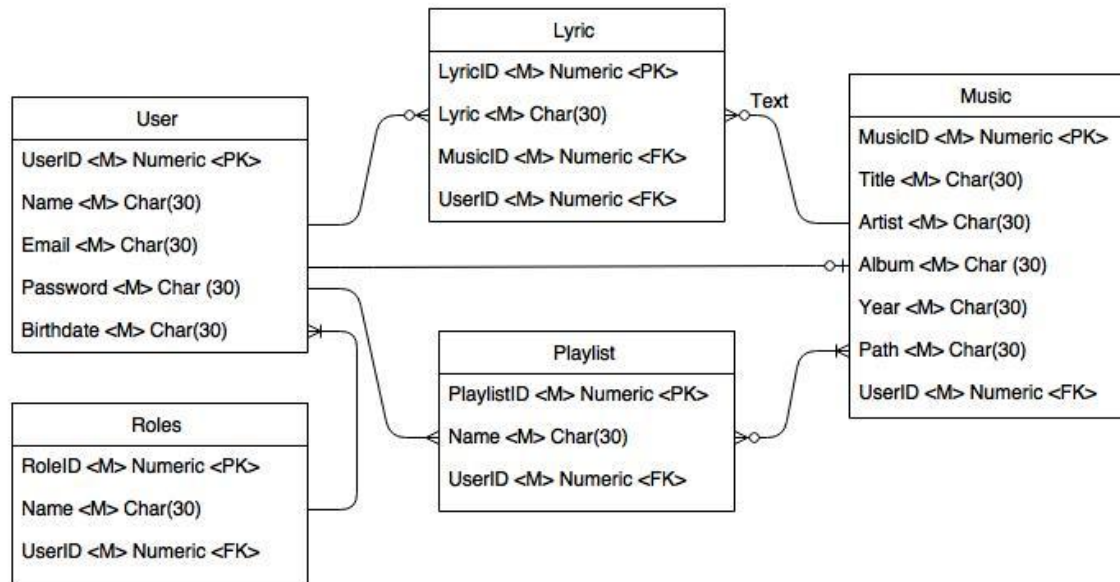 User
UserID <M> Numeric <PK>
Name <M> Char(30)
Email <M> Char(30)
Password <M> Char (30)
Birthdate <M> Char(30)
Roles
RoleID <M> Numeric <PK>
Name <M> Char(30)
UserID <M> Numeric <FK>
Lyric
LyricID <M> Numeric <PK>
Lyric <M> Char(30)
MusicID <M> Numeric <FK>
UserID <M> Numeric <FK>
Text
Playlist
PlaylistID <M> Numeric <PK>
Name <M> Char(30)
UserID <M> Numeric <FK>
Music
MusicID <M> Numeric <PK>
Title <M> Char(30)
Artist <M> Char(30)
Album <M> Char (30)
Year <M> Char(30)
Path <M> Char(30)
UserID <M> Numeric <FK>